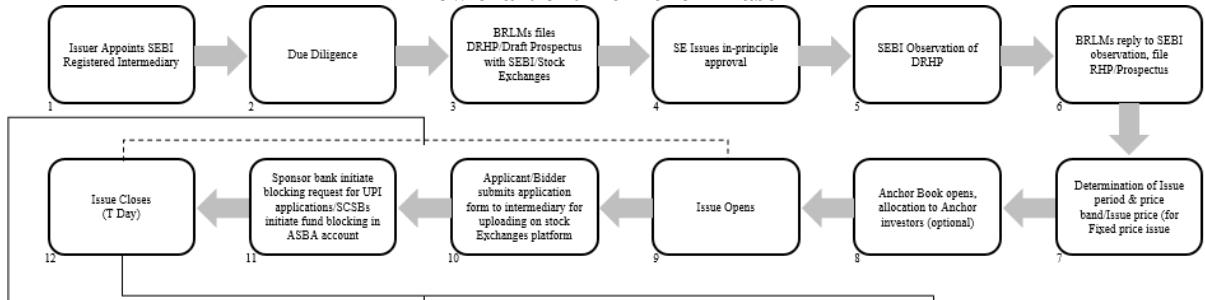 Issuer Appoints SEBI
Registered Intermediary
1
Due Diligence
2
BRLMs files
DRHP/Draft Prospectus
with SEBI/Stock
Exchanges
3
SE Issues in-principle
approval
4
SEBI Observation of
DRHP
5
BRLMs reply to SEBI
observation, file
RHP/Prospectus
6
Determination of Issue
period & price
band/Issue price (for
Fixed price issue
7
Anchor Book opens,
allocation to Anchor
investors (optional)
8
Issue Opens
9
Applicant/Bidder
submits application
form to intermediary for
uploading on stock
Exchanges platform
10
Sponsor bank initiate
blocking request for UPI
applications/SCSBs
initiate fund blocking in
ASBA account
11
Issue Closes
(T Day)
12